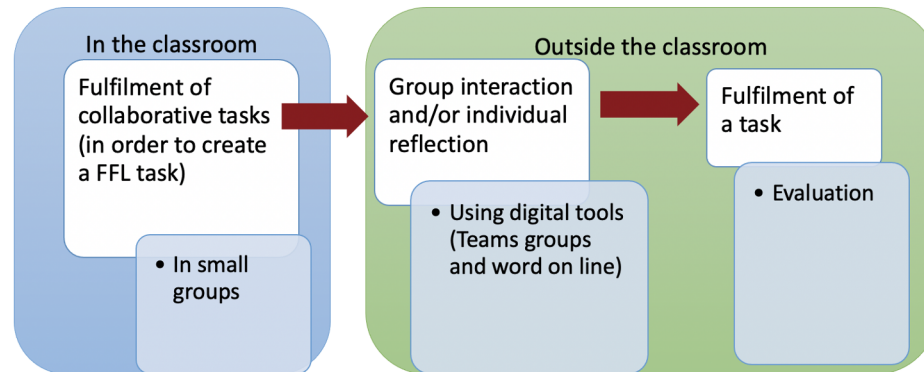 In the classroom
Fulfilment of
collaborative tasks
(in order to create
a FFL task)
• In small
groups
Outside the classroom
Group interaction
and/or individual
reflection
• Using digital tools
(Teams groups
and word on line)
Fulfilment of
a task
• Evaluation